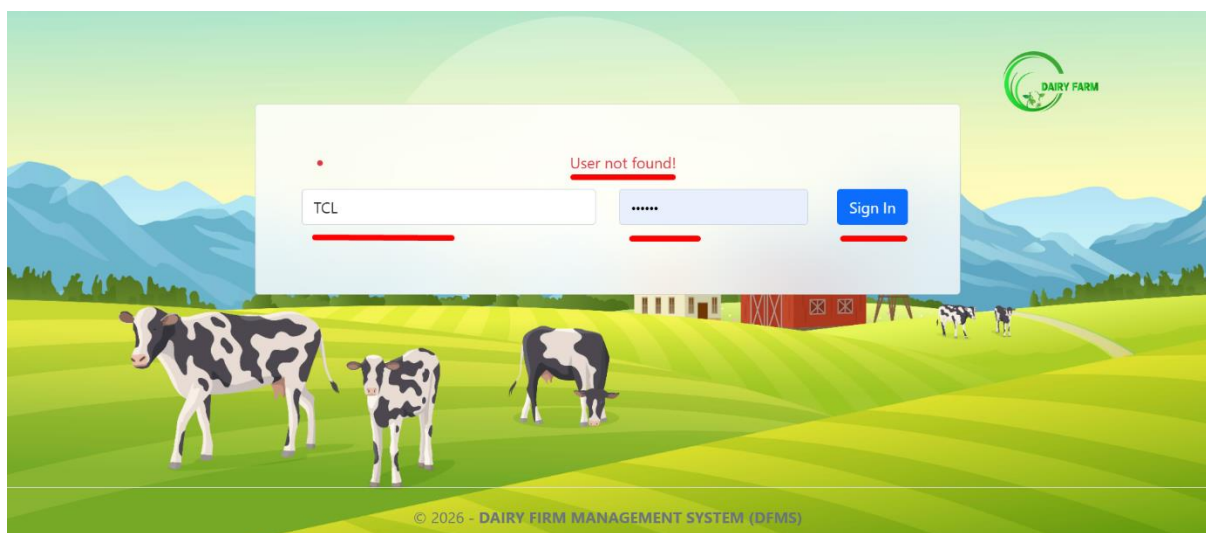 DAIRY FARM
User not found!
TCL
••••••
Sign In
© 2026 - DAIRY FIRM MANAGEMENT SYSTEM (DFMS)